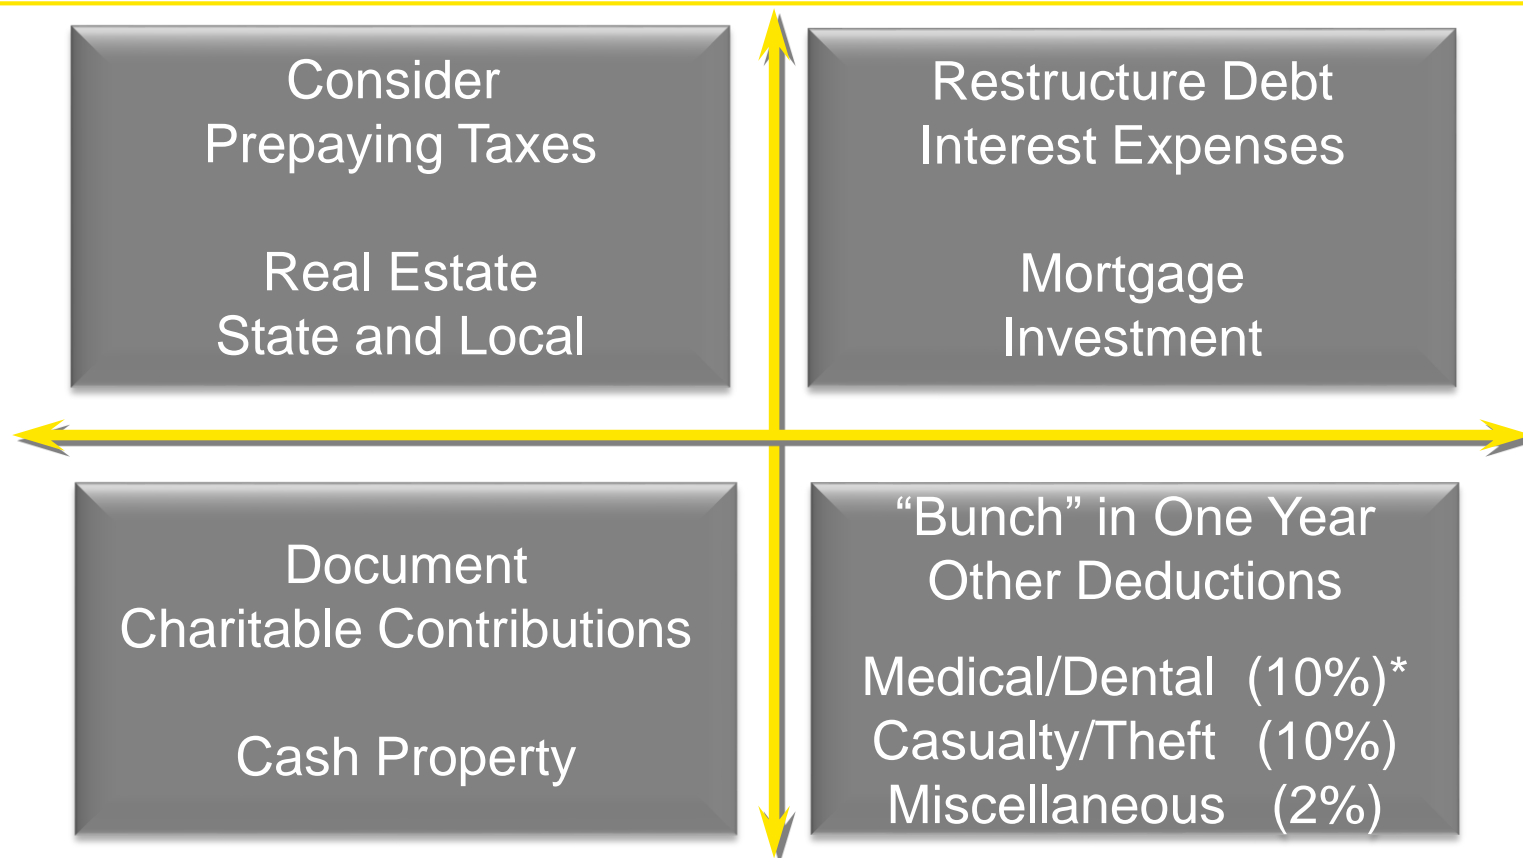 Consider
Prepaying Taxes
Real Estate
State and Local
Restructure Debt
Interest Expenses
Mortgage
Investment
Document
Charitable Contributions
Cash Property
“Bunch” in One Year
Other Deductions
Medical/Dental (10%)*
Casualty/Theft (10%)
Miscellaneous (2%)